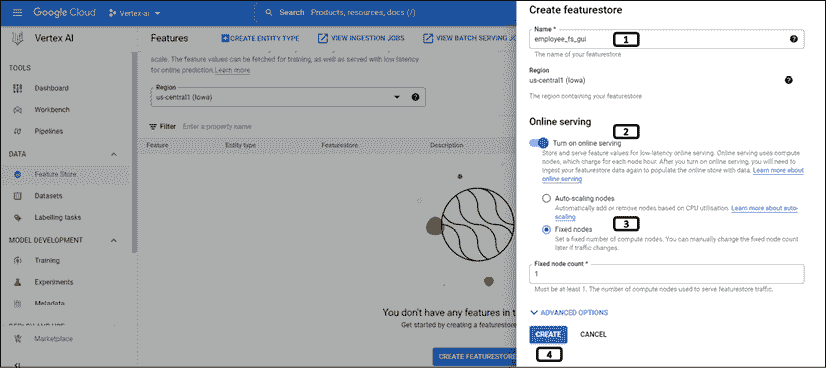 Google Cloud
Vertex-ai
Search Products, resources, docs (/)
Vertex AI
TOOLS
Dashboard
Workbench
Pipelines
DATA
Feature Store
Datasets
Labelling tasks
MODEL DEVELOPMENT
Training
Experiments
Metadata
Marketplace
Features
CREATE ENTITY TYPE
VIEW INGESTION JOBS
VIEW BATCH SERVING JO
scale. The feature values can be fetched for training, as well as served with low latency
for online prediction. Learn more
Region
us-central1 (Iowa)
Filter Enter a property name
Feature
Entity type
Featurestore
Description
You don't have any features in t
Get started by creating a featurestor
CREATE FEATURESTORE
Create featurestore
Name *
employee_fs_gui
1
The name of your featurestore
Region
us-central1 (Iowa)
The region containing your featurestore
Online serving
2
Turn on online serving
Store and serve feature values for low-latency online serving. Online serving uses compute
nodes, which charge for each node hour. After you turn on online serving, you will need to
ingest your featurestore data again to populate the online store with data. Learn more about
online serving
Auto-scaling nodes
Automatically add or remove nodes based on CPU utilisation. Learn more about auto-
scaling
Fixed nodes
3
Set a fixed number of compute nodes. You can manually change the fixed node count
later if traffic changes.
Fixed node count *
1
Must be at least 1. The number of compute nodes used to serve featurestore traffic.
ADVANCED OPTIONS
CREATE
CANCEL
4